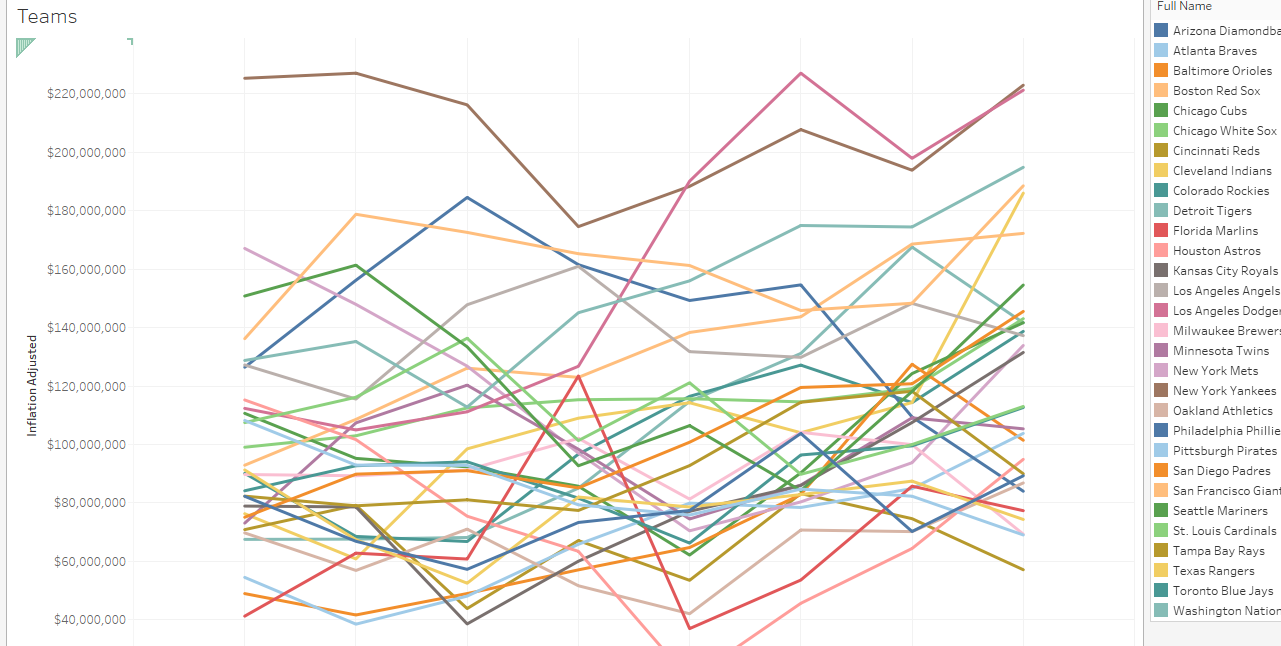 Teams
Full Name
$220,000,000
$200,000,000
$180,000,000
$160,000,000
$140,000,000
$120,000,000
$100,000,000
$80,000,000
$60,000,000
$40,000,000
Inflation Adjusted
Arizona Diamondba
Atlanta Braves
Baltimore Orioles
Boston Red Sox
Chicago Cubs
Chicago White Sox
Cincinnati Reds
Cleveland Indians
Colorado Rockies
Detroit Tigers
Florida Marlins
Houston Astros
Kansas City Royals
Los Angeles Angels
Los Angeles Dodger
Milwaukee Brewers
Minnesota Twins
New York Mets
New York Yankees
Oakland Athletics
Philadelphia Phillie
Pittsburgh Pirates
San Diego Padres
San Francisco Giant
Seattle Mariners
St. Louis Cardinals
Tampa Bay Rays
Texas Rangers
Toronto Blue Jays
Washington Nation